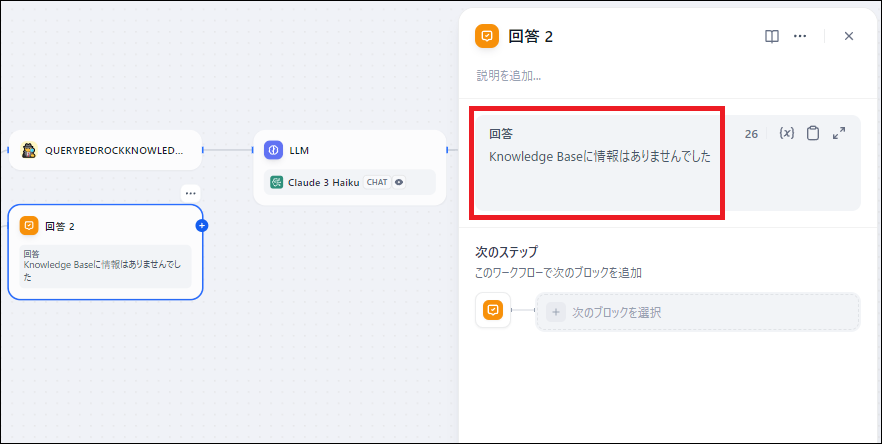 QUERYBEDROCKKNOWLED...
LLM
Claude 3 Haiku CHAT
回答 2
回答
Knowledge Baseに情報はありませんでし
た
回答 2
説明を追加...
回答
26
Knowledge Baseに情報はありませんでした
次のステップ
このワークフローで次のブロックを追加
次のブロックを選択